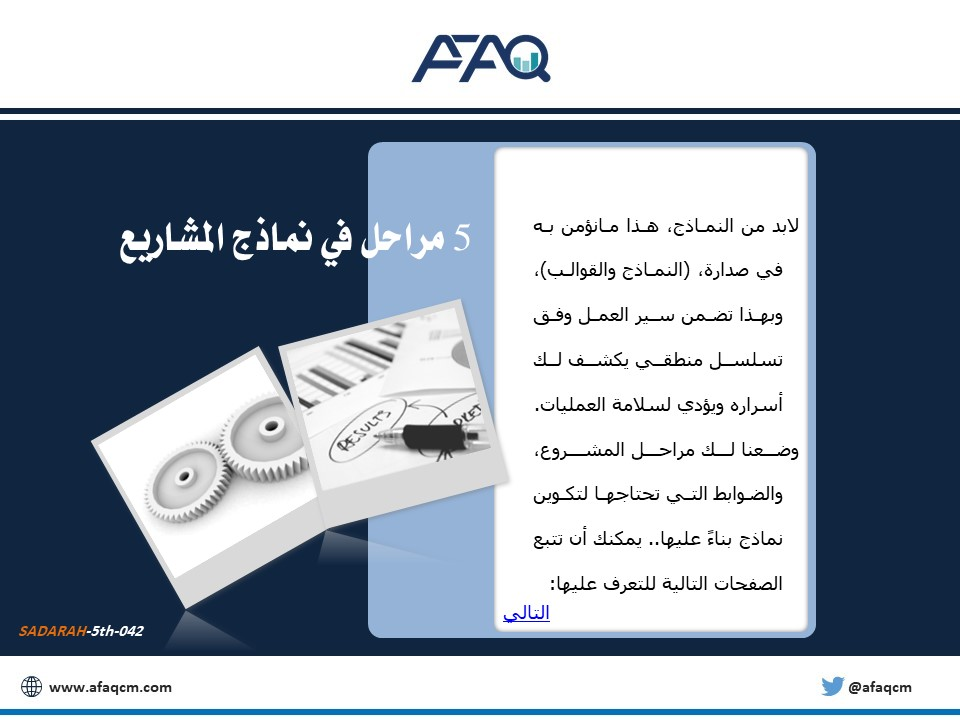 AFAQ
5 مراحل في نماذج المشاريع
لابد من النماذج، هذا مانؤمن به
في صدارة، (النماذج والقوالب)،
وبهذا تضمن سير العمل وفق
تسلسل منطقي يكشف لك
أسراره ويؤدي لسلامة العمليات.
وضعنا لك مراحل المشروع،
والضوابط التي تحتاجها لتكوين
نماذج بناءً عليها.. يمكنك أن تتبع
الصفحات التالية للتعرف عليها:
التالي
RESULTS
SADARAH-5th-042
www.afaqcm.com
@afaqcm